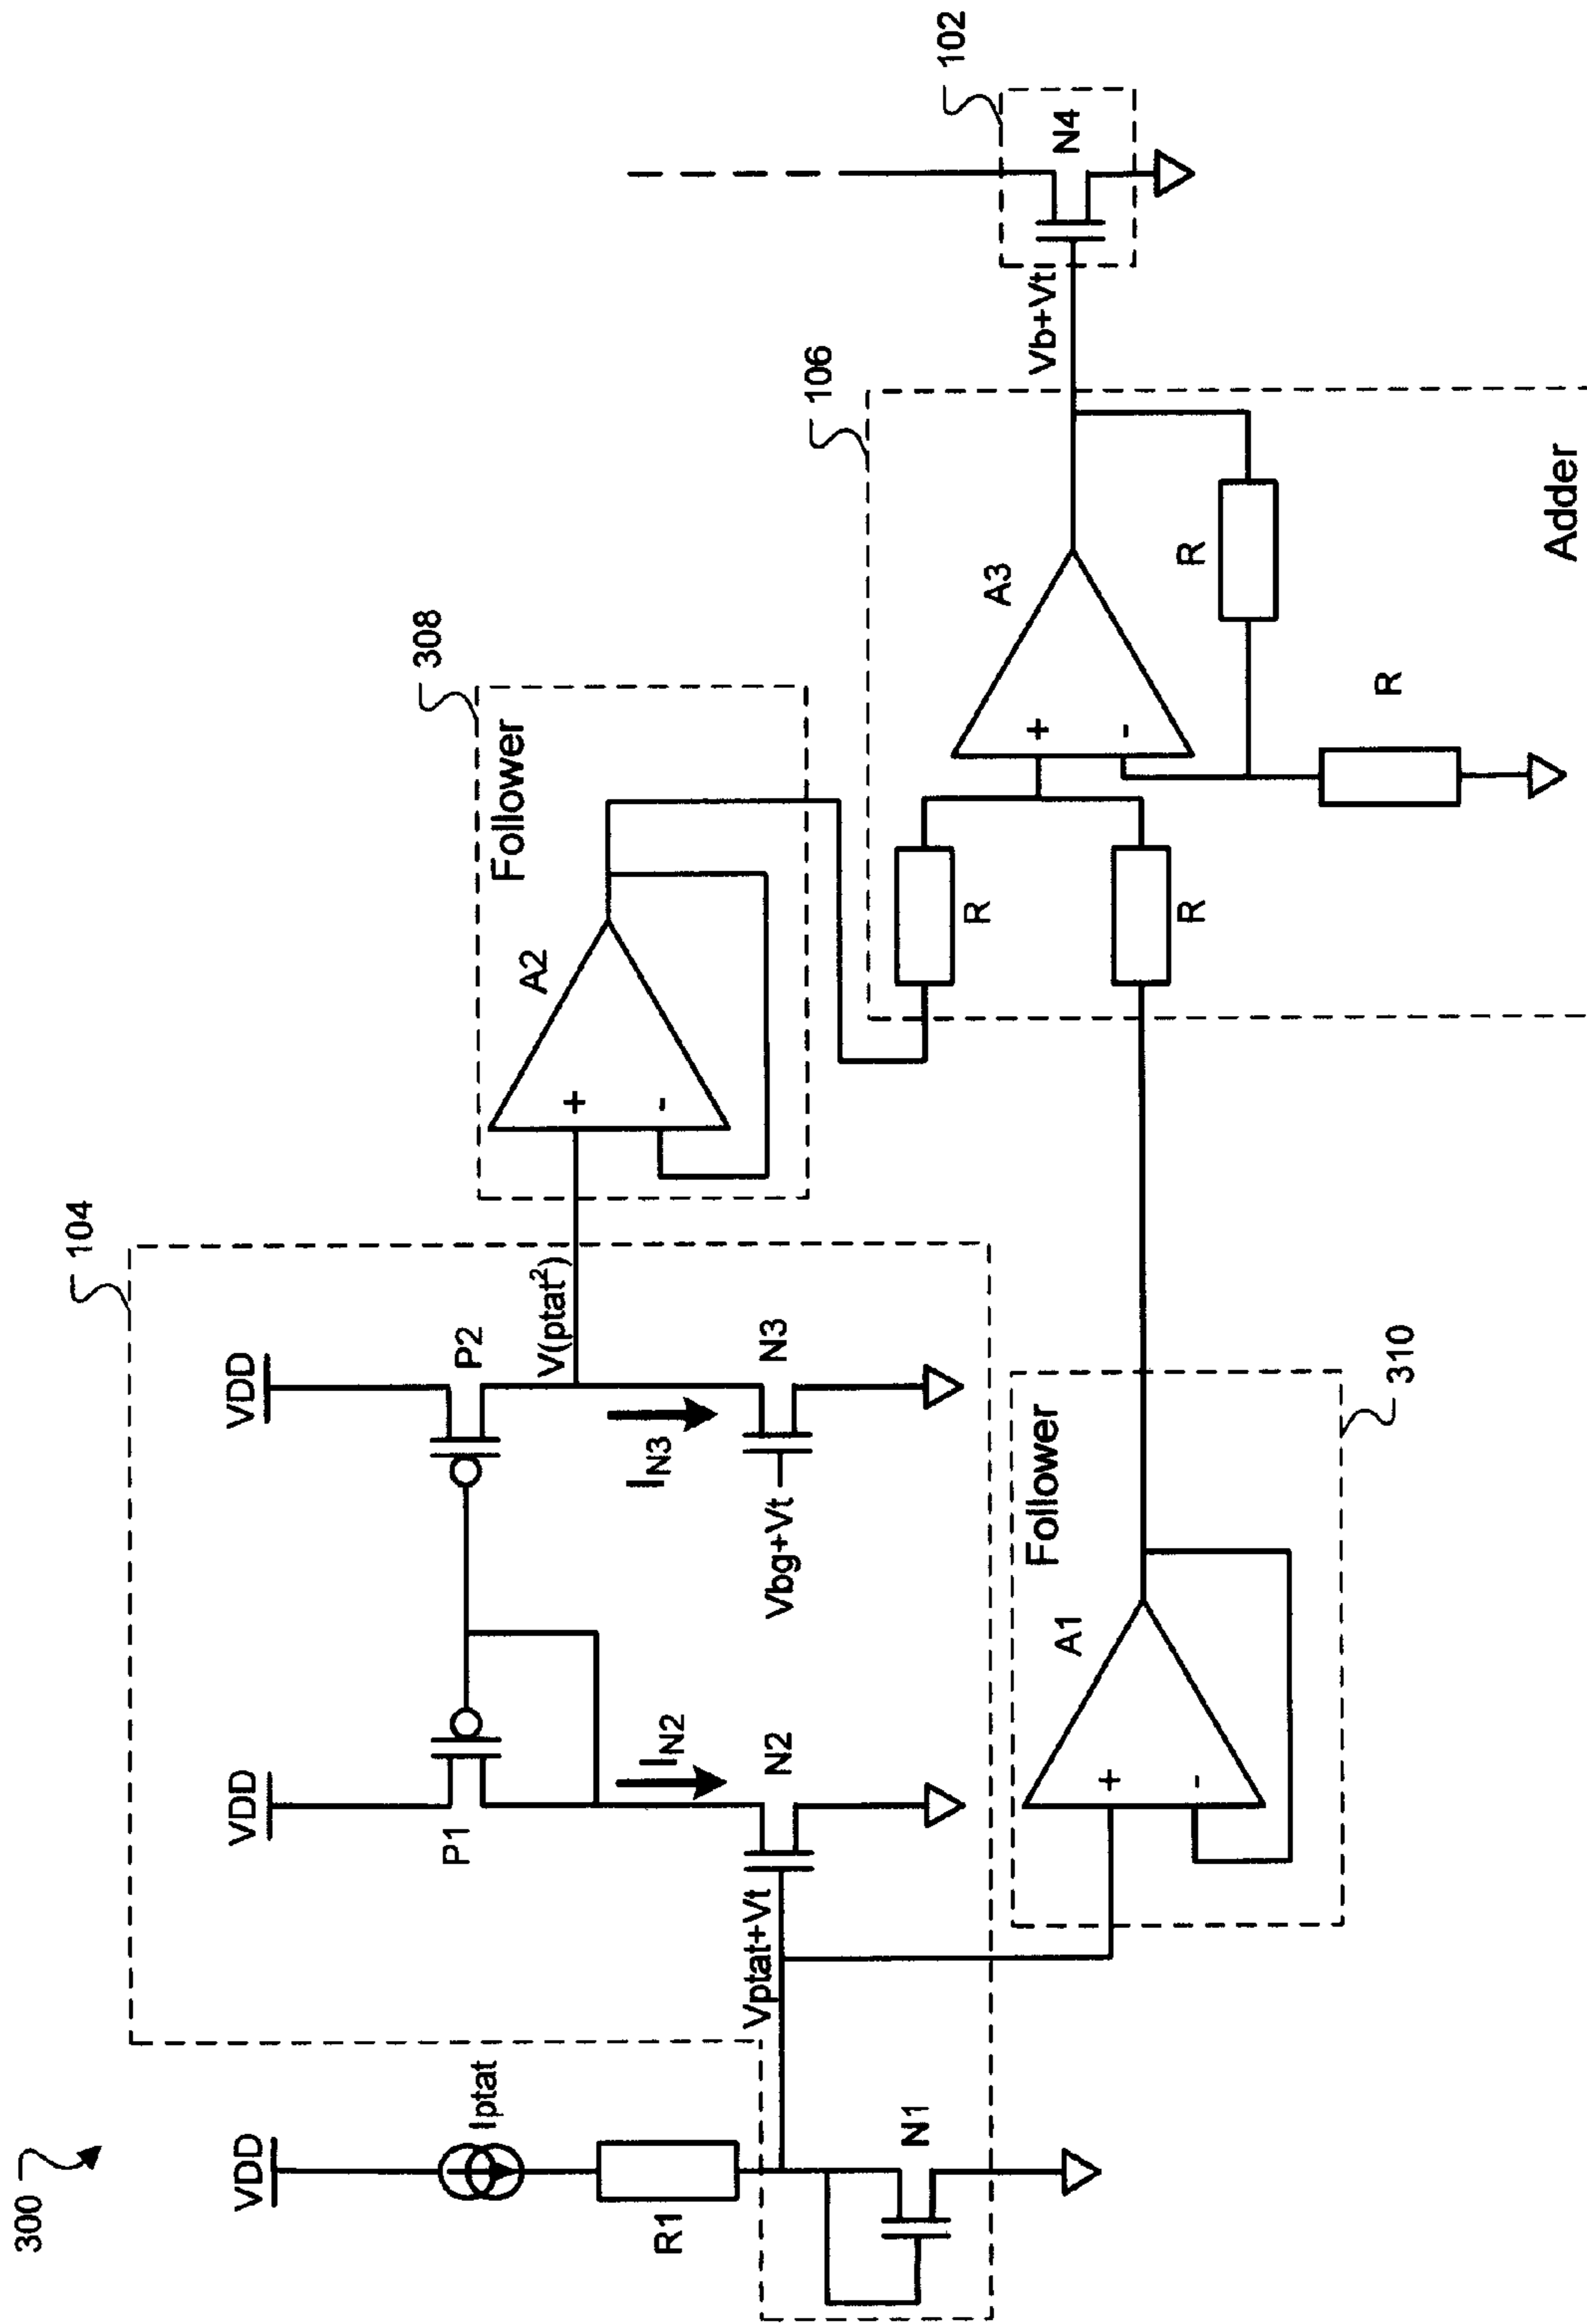 300
VDD
Iptat
R1
N1
VDD
P1
I_N2
N2
Vptat+Vt
VDD
P2
V(ptat²)
I_N3
N3
Vbg+Vt
104
Follower
A1
+
-
310
Follower
A2
+
-
308
R
R
A3
+
-
R
R
Adder
106
Vb+Vt
N4
102